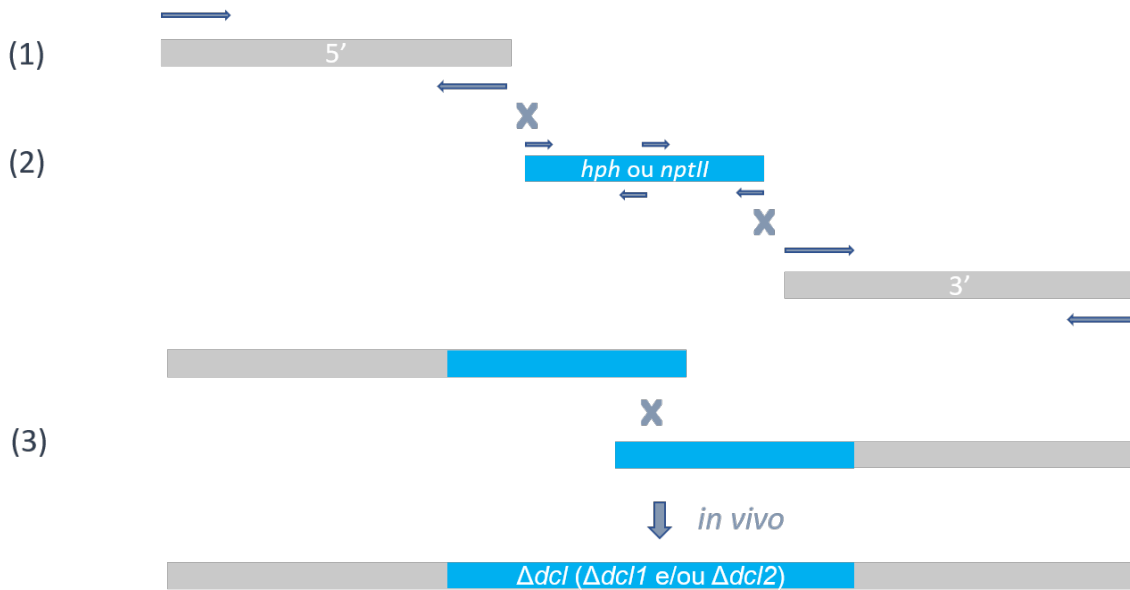 (1)
5’
(2)
hph ou nptII
3’
(3)
in vivo
Δdcl (Δdcl1 e/ou Δdcl2)